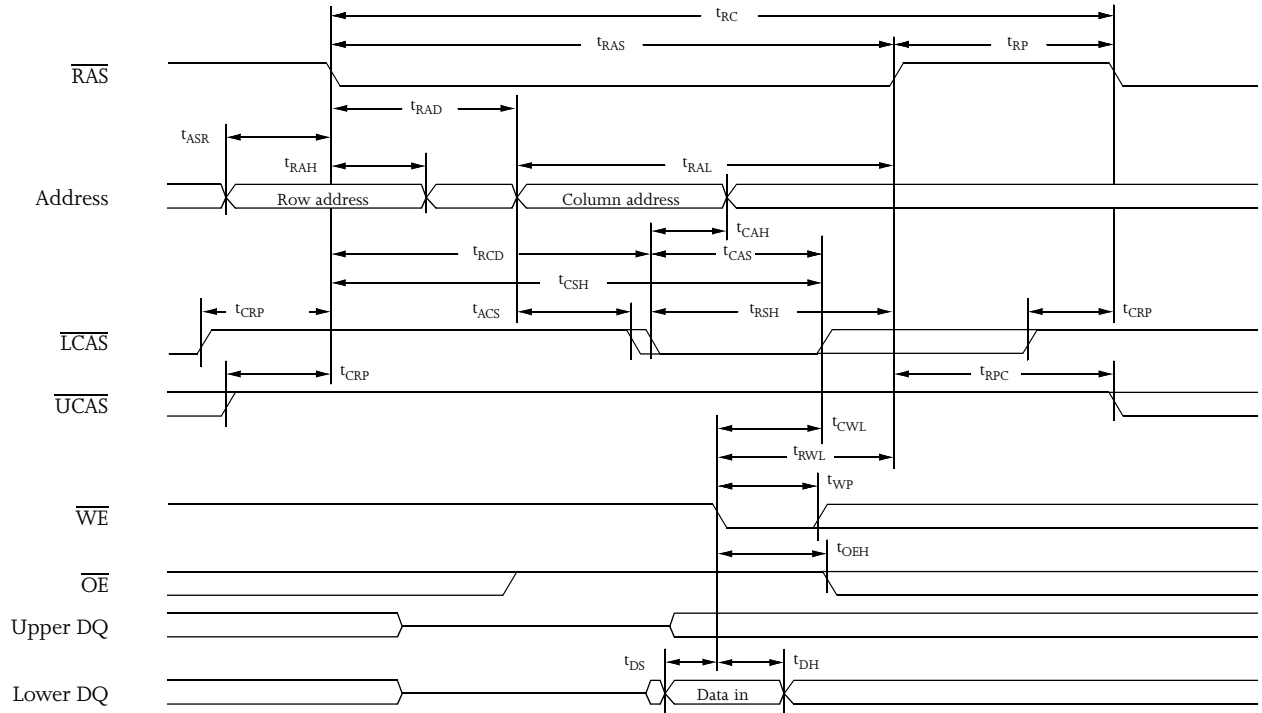 tRC
tRAS tRP
RAS
tRAD
tASR
tRAH tRAL
Address Row address Column address
tCAH
tRCD tCAS
tCSH
tCRP tACS tRSH tCRP
LCAS
tCRP tRPC
UCAS
tCWL
tRWL
tWP
WE
tOEH
OE
Upper DQ
tDS tDH
Lower DQ Data in